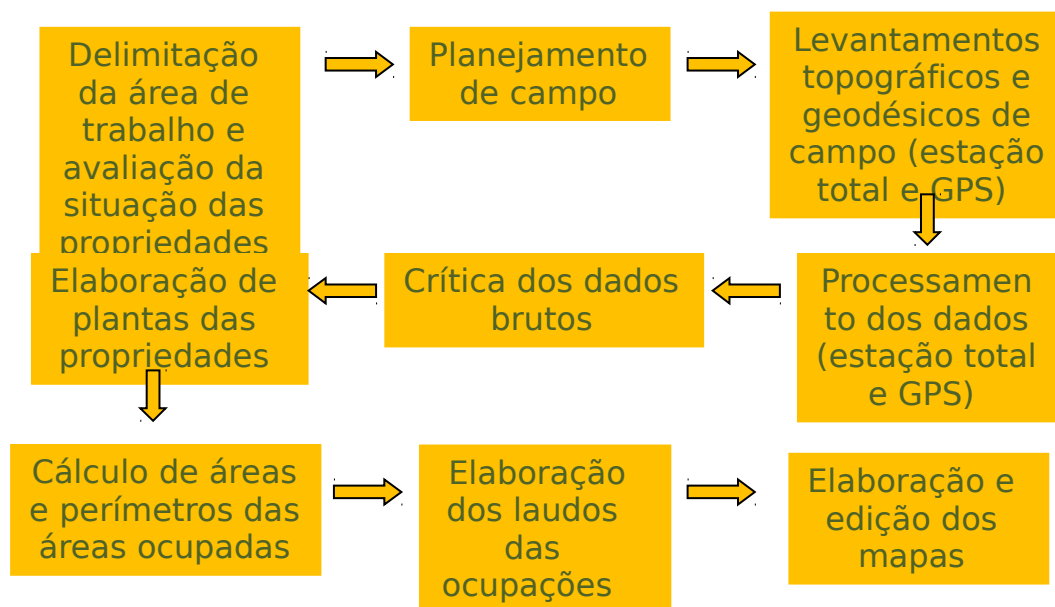 Delimitação
da área de
trabalho e
avaliação da
situação das
propriedades
Planejamento
de campo
Levantamentos
topográficos e
geodésicos de
campo (estação
total e GPS)
Processamen
to dos dados
(estação total
e GPS)
Crítica dos dados
brutos
Elaboração de
plantas das
propriedades
Cálculo de áreas
e perímetros das
áreas ocupadas
Elaboração
dos laudos
das
ocupações
Elaboração e
edição dos
mapas